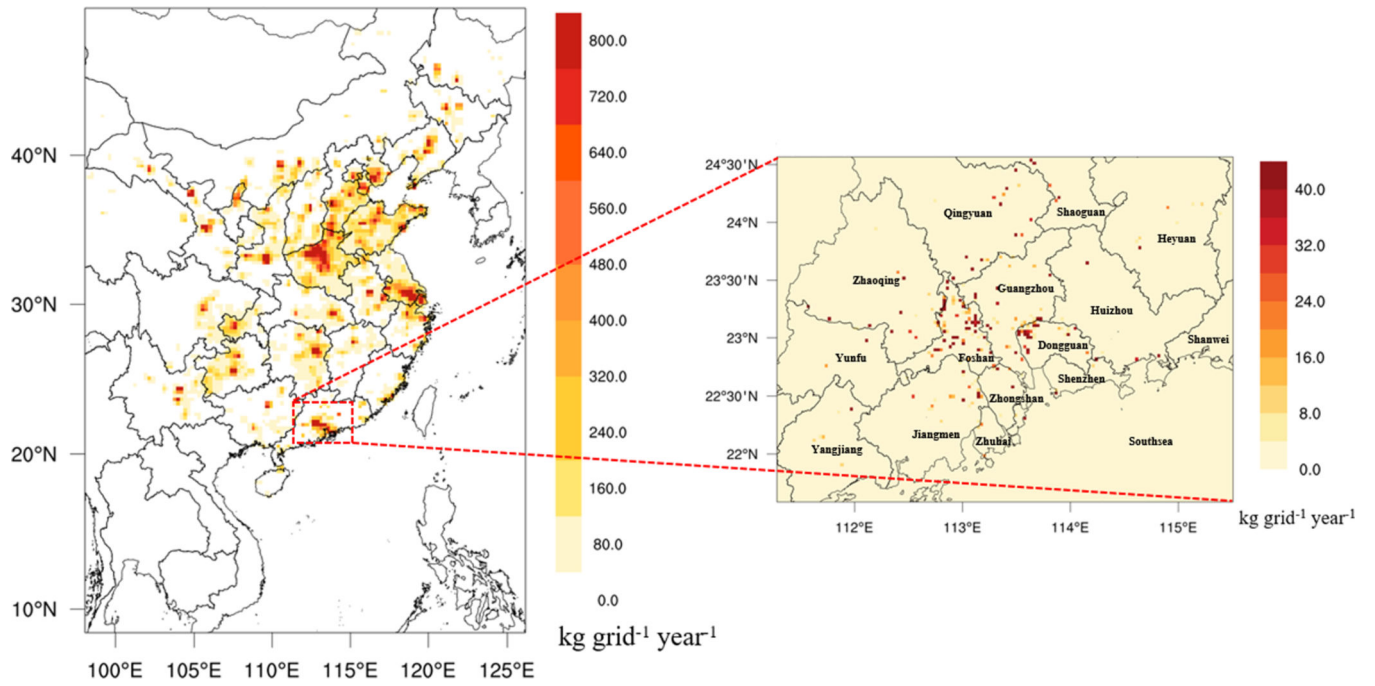 40°N
30°N
20°N
10°N
100°E 105°E 110°E 115°E 120°E 125°E
800.0
720.0
640.0
560.0
480.0
400.0
320.0
240.0
160.0
80.0
0.0
kg grid-1 year-1
24°30'N
24°N
23°30'N
23°N
22°30'N
22°N
112°E 113°E 114°E 115°E
Qingyuan
Shaoguan
Heyuan
Zhaoqing
Guangzhou
Huizhou
Shanwei
Yunfu
Foshan
Dongguan
Shenzhen
Zhongshan
Jiangmen
Zhuhai
Yangjiang
Southsea
40.0
32.0
24.0
16.0
8.0
0.0
kg grid-1 year-1